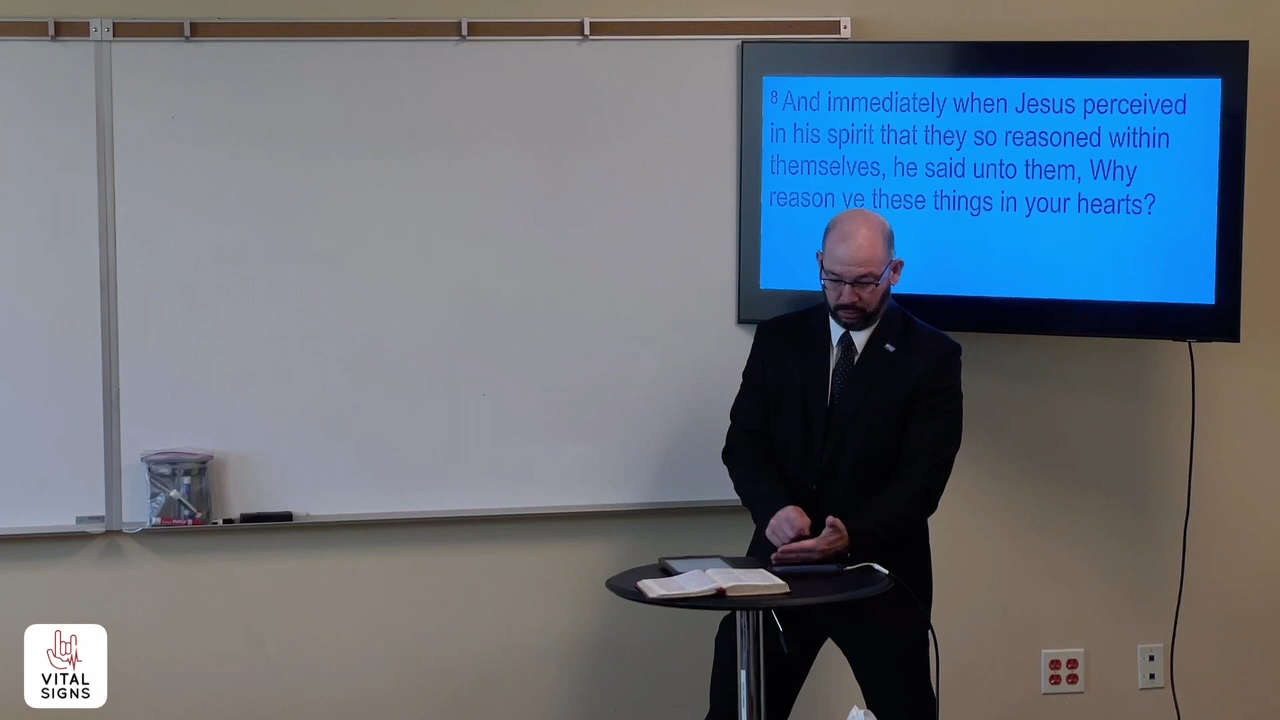 8 And immediately when Jesus perceived
in his spirit that they so reasoned within
themselves, he said unto them, Why
reason ye these things in your hearts?
VITAL
SIGNS